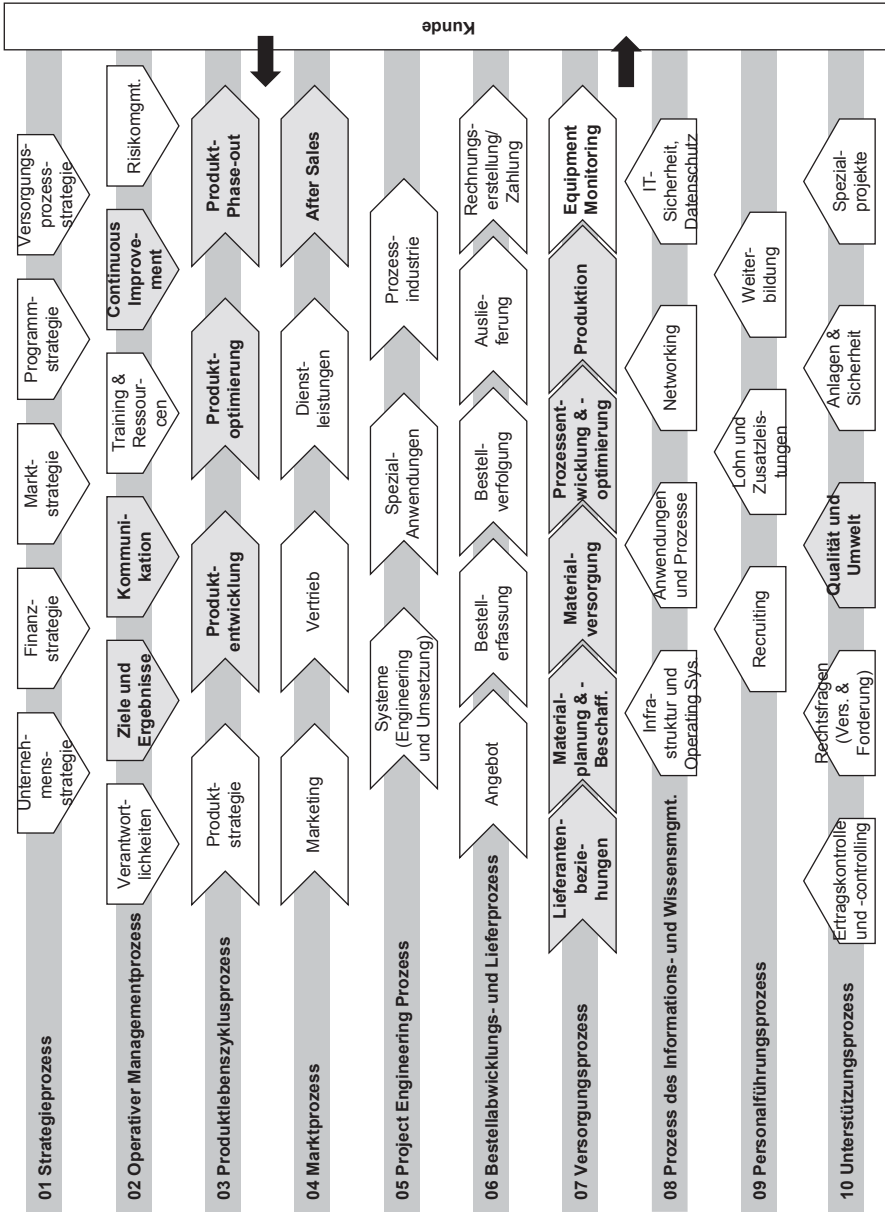 Kunde
01 Strategieprozess
Unterneh-
mens-
strategie
Finanz-
strategie
Markt-
strategie
Programm-
strategie
Versorgungs-
prozess-
strategie
02 Operativer Managementprozess
Verantwort-
lichkeiten
Ziele und
Ergebnisse
Kommuni-
kation
Training &
Ressour-
cen
Continuous
Improve-
ment
Risikomgmt.
03 Produktlebenszyklusprozess
Produkt-
strategie
Produkt-
entwicklung
Produkt-
optimierung
Produkt-
Phase-out
04 Marktprozess
Marketing
Vertrieb
Dienst-
leistungen
After Sales
05 Project Engineering Prozess
Systeme
(Engineering
und Umsetzung)
Spezial-
Anwendungen
Prozess-
industrie
06 Bestellabwicklungs- und Lieferprozess
Angebot
Bestell-
erfassung
Bestell-
verfolgung
Auslie-
ferung
Rechnungs-
erstellung/
Zahlung
07 Versorgungsprozess
Lieferanten-
bezie-
hungen
Material-
planung & -
Beschaff.
Material-
versorgung
Prozessent-
wicklung & -
optimierung
Produktion
Equipment
Monitoring
08 Prozess des Informations- und Wissensmgmt.
Infra-
struktur und
Operating Sys.
Anwendungen
und Prozesse
Networking
IT-
Sicherheit,
Datenschutz
09 Personalführungsprozess
Recruiting
Lohn und
Zusatzleis-
tungen
Weiter-
bildung
10 Unterstützungsprozess
Ertragskontrolle
und -controlling
Rechtsfragen
(Vers. &
Forderung)
Qualität und
Umwelt
Anlagen &
Sicherheit
Spezial-
projekte